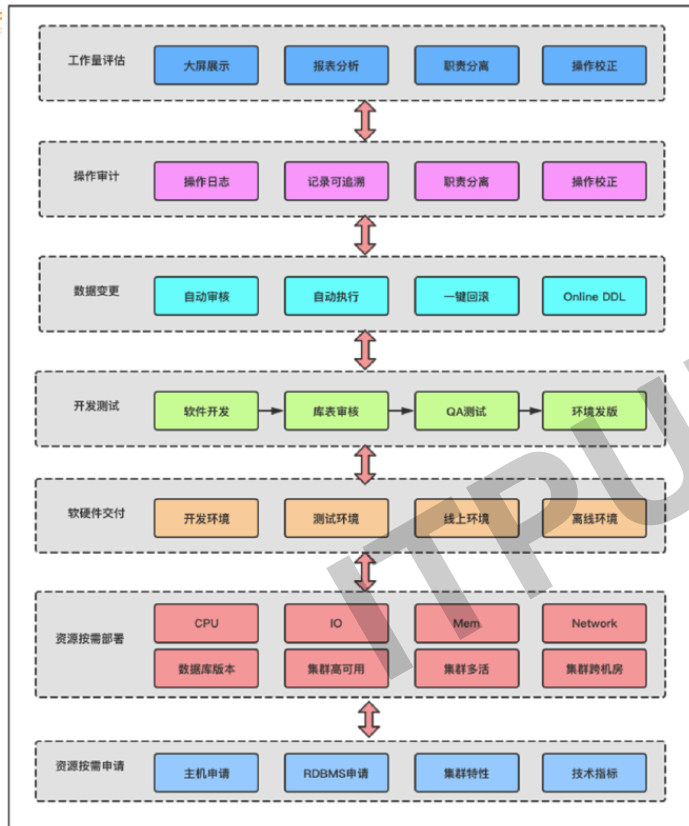 工作量评估
大屏展示 报表分析 职责分离 操作校正
操作审计
操作日志 记录可追溯 职责分离 操作校正
数据变更
自动审核 自动执行 一键回滚 Online DDL
开发测试
软件开发 库表审核 QA测试 环境发版
软硬件交付
开发环境 测试环境 线上环境 离线环境
资源按需部署
CPU IO Mem Network
数据库版本 集群高可用 集群多活 集群跨机房
资源按需申请
主机申请 RDBMS申请 集群特性 技术指标
ITPU